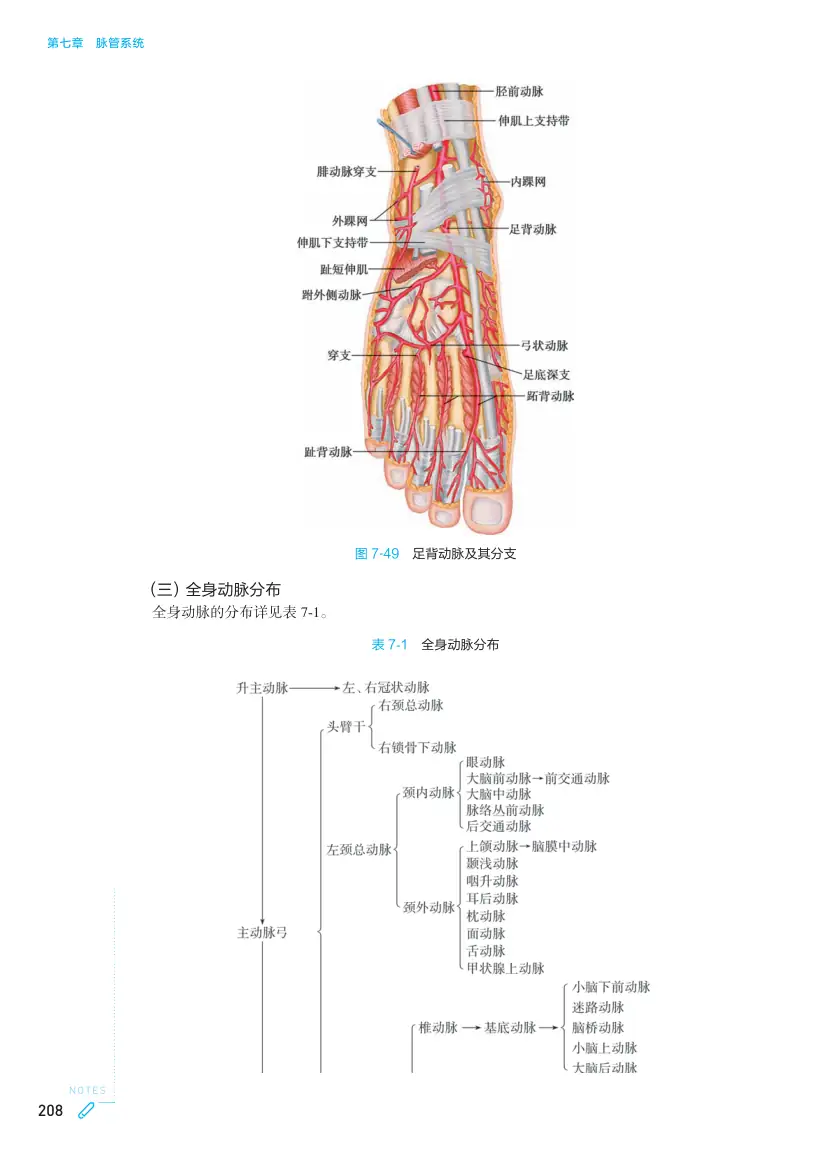 第七章 脉管系统
胫前动脉
伸肌上支持带
腓动脉穿支
内踝网
外踝网
足背动脉
伸肌下支持带
趾短伸肌
跗外侧动脉
弓状动脉
穿支
足底深支
跖背动脉
趾背动脉
图 7-49 足背动脉及其分支
(三)全身动脉分布
全身动脉的分布详见表 7-1。
表 7-1 全身动脉分布
升主动脉→左、右冠状动脉
右颈总动脉
头臂干
右锁骨下动脉
眼动脉
大脑前动脉→前交通动脉
颈内动脉
大脑中动脉
脉络丛前动脉
后交通动脉
左颈总动脉
上颌动脉→脑膜中动脉
颞浅动脉
咽升动脉
耳后动脉
颈外动脉
枕动脉
面动脉
舌动脉
甲状腺上动脉
主动脉弓
小脑下前动脉
迷路动脉
椎动脉→基底动脉→脑桥动脉
小脑上动脉
大脑后动脉
NOTES
208